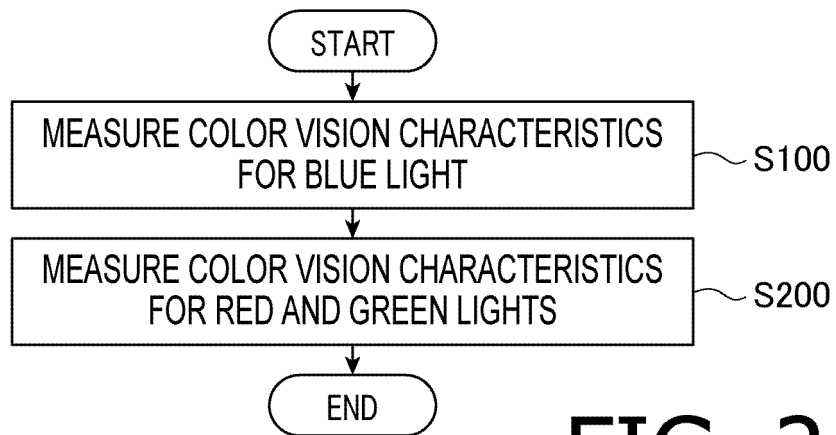 START
MEASURE COLOR VISION CHARACTERISTICS
FOR BLUE LIGHT
S100
MEASURE COLOR VISION CHARACTERISTICS
FOR RED AND GREEN LIGHTS
S200
END